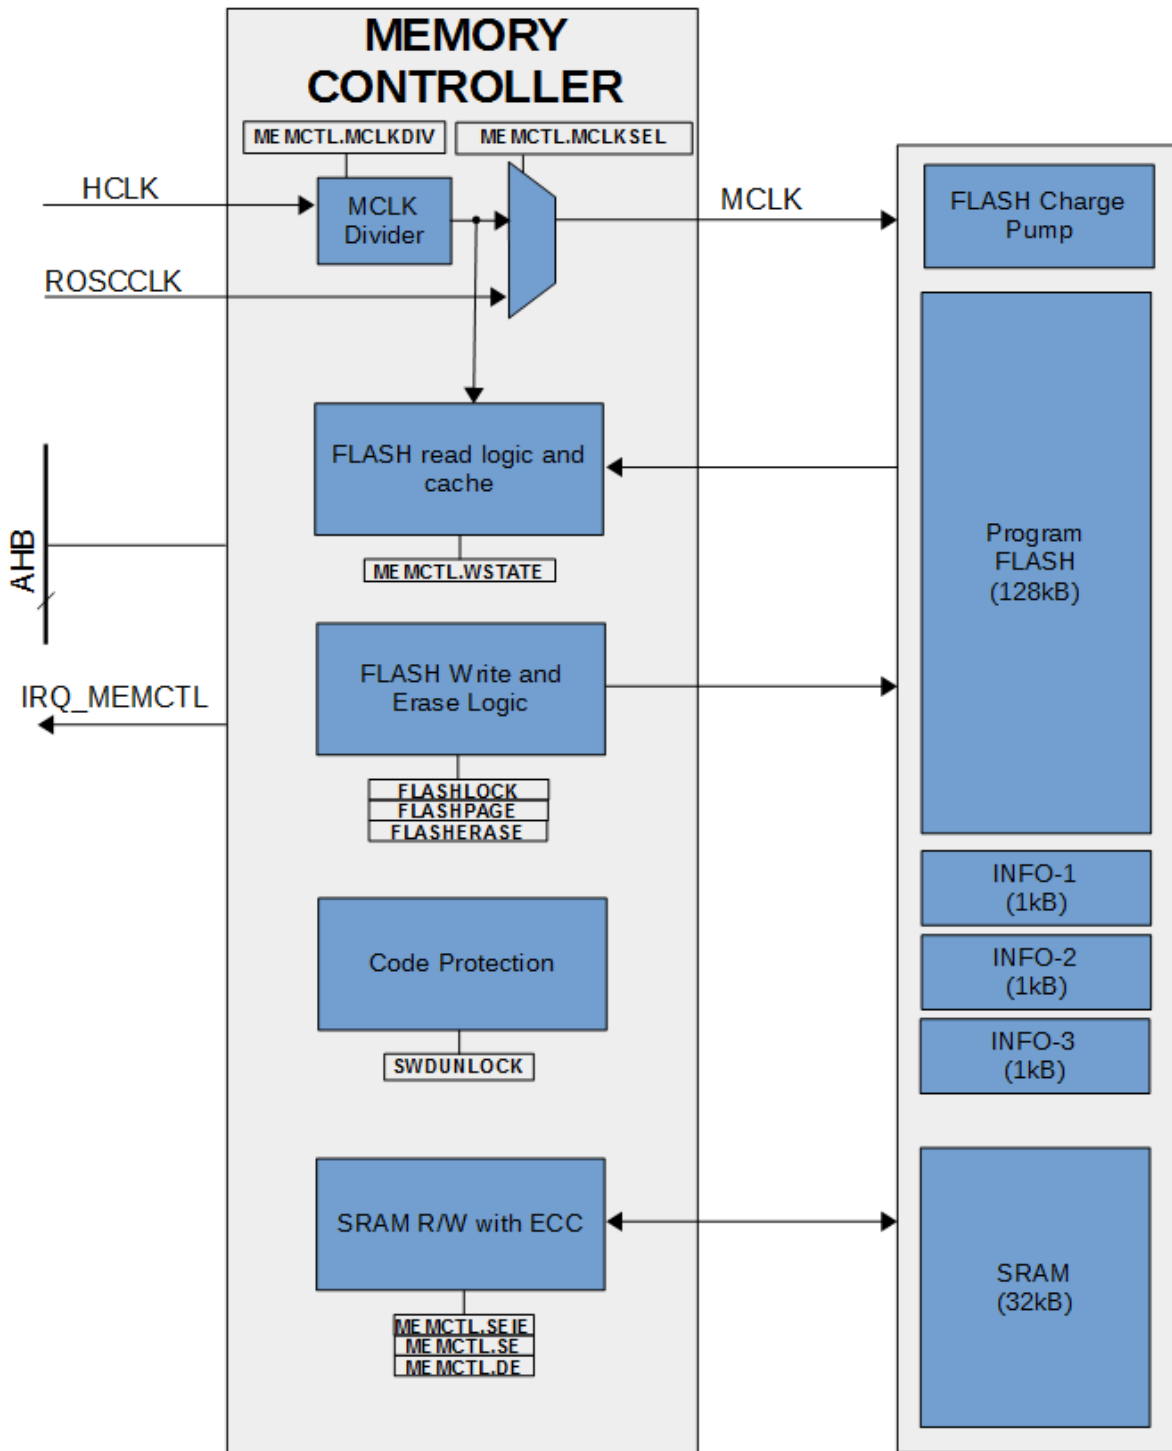 MEMORY
CONTROLLER
MEMCTL.MCLKDIV
MEMCTL.MCLKSEL
HCLK
MCLK
Divider
MCLK
FLASH Charge
Pump
ROSCCLK
FLASH read logic and
cache
MEMCTL.WSTATE
AHB
Program
FLASH
(128kB)
FLASH Write and
Erase Logic
IRQ_MEMCTL
FLASHLOCK
FLASHPAGE
FLASHERASE
INFO-1
(1kB)
Code Protection
INFO-2
(1kB)
SWDUNLOCK
INFO-3
(1kB)
SRAM R/W with ECC
SRAM
(32kB)
MEMCTL.SEIE
MEMCTL.SE
MEMCTL.DE